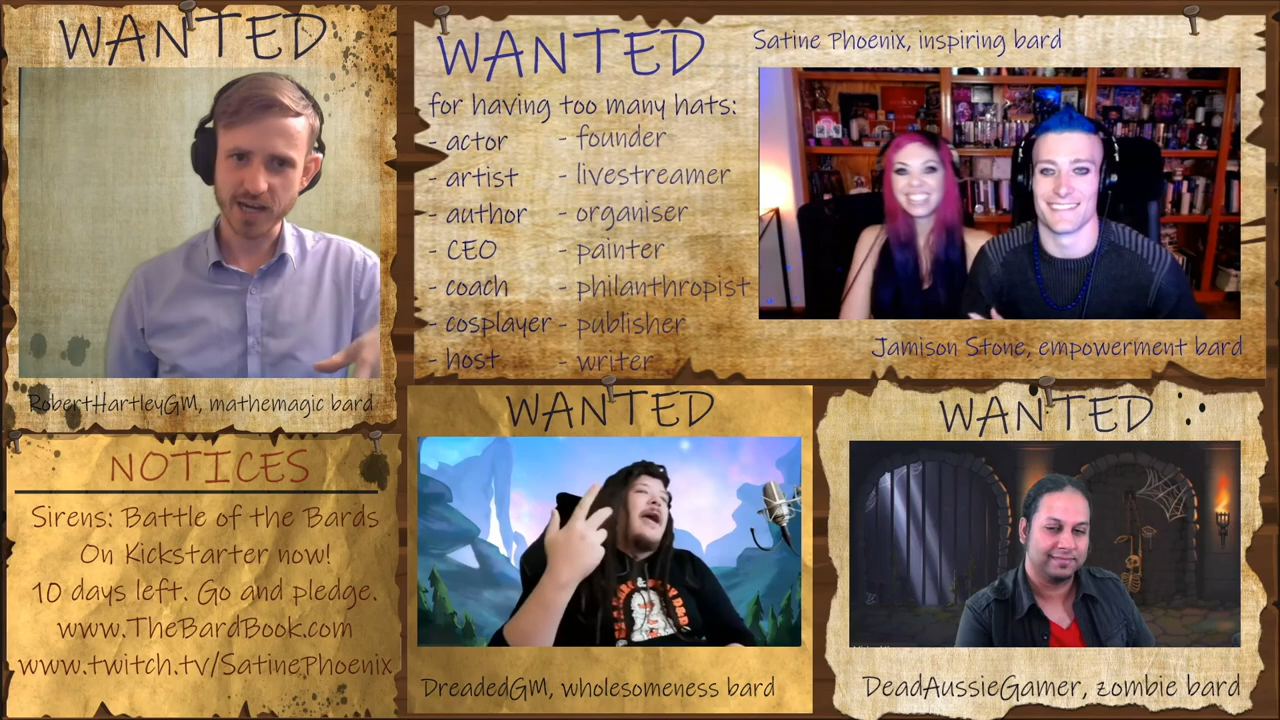 WANTED
RobertHartleyGM, mathemagic bard
WANTED
for having too many hats:
- actor
- artist
- author
- CEO
- coach
- cosplayer
- host
- founder
- livestreamer
- organiser
- painter
- philanthropist
- publisher
- writer
Satine Phoenix, inspiring bard
Jamison Stone, empowerment bard
NOTICES
Sirens: Battle of the Bards
On Kickstarter now!
10 days left. Go and pledge.
www.TheBardBook.com
www.twitch.tv/SatinePhoenix
WANTED
DreadedGM, wholesomeness bard
WANTED
DeadAussieGamer, zombie bard